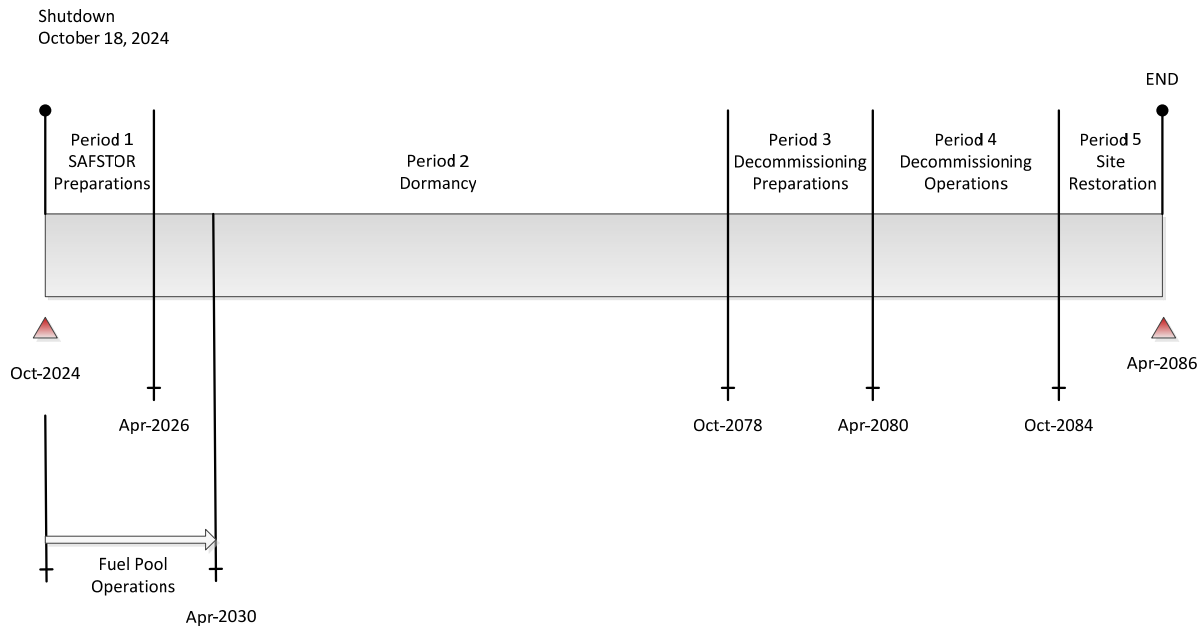 Shutdown
October 18, 2024
END
Period 1
SAFSTOR
Preparations
Period 2
Dormancy
Period 3
Decommissioning
Preparations
Period 4
Decommissioning
Operations
Period 5
Site
Restoration
Oct-2024
Apr-2026
Oct-2078
Apr-2080
Oct-2084
Apr-2086
Fuel Pool
Operations
Apr-2030